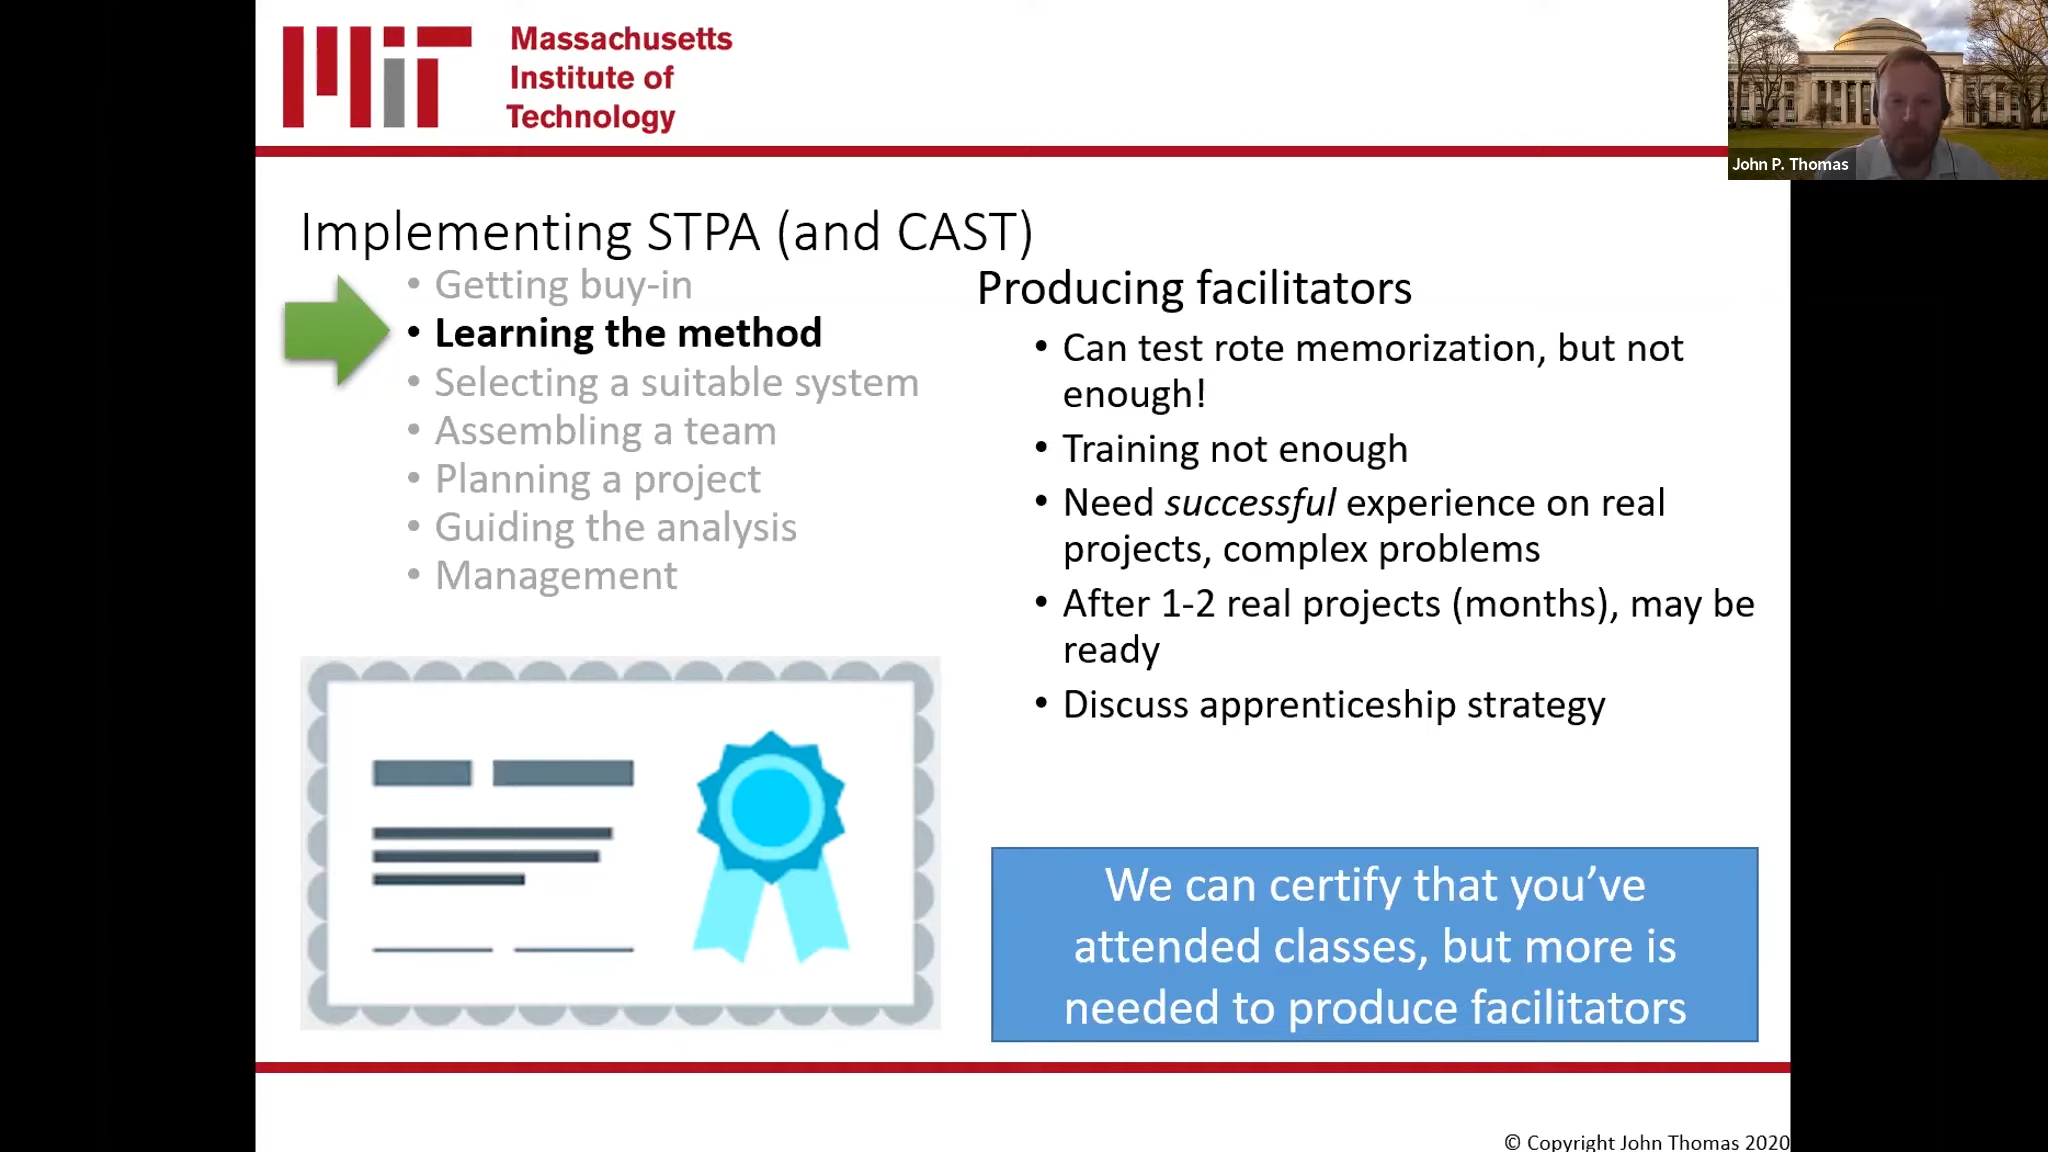 Massachusetts
Institute of
Technology
John P. Thomas
Implementing STPA (and CAST)
• Getting buy-in
• Learning the method
• Selecting a suitable system
• Assembling a team
• Planning a project
• Guiding the analysis
• Management
Producing facilitators
• Can test rote memorization, but not
enough!
• Training not enough
• Need successful experience on real
projects, complex problems
• After 1-2 real projects (months), may be
ready
• Discuss apprenticeship strategy
We can certify that you’ve
attended classes, but more is
needed to produce facilitators
© Copyright John Thomas 2020